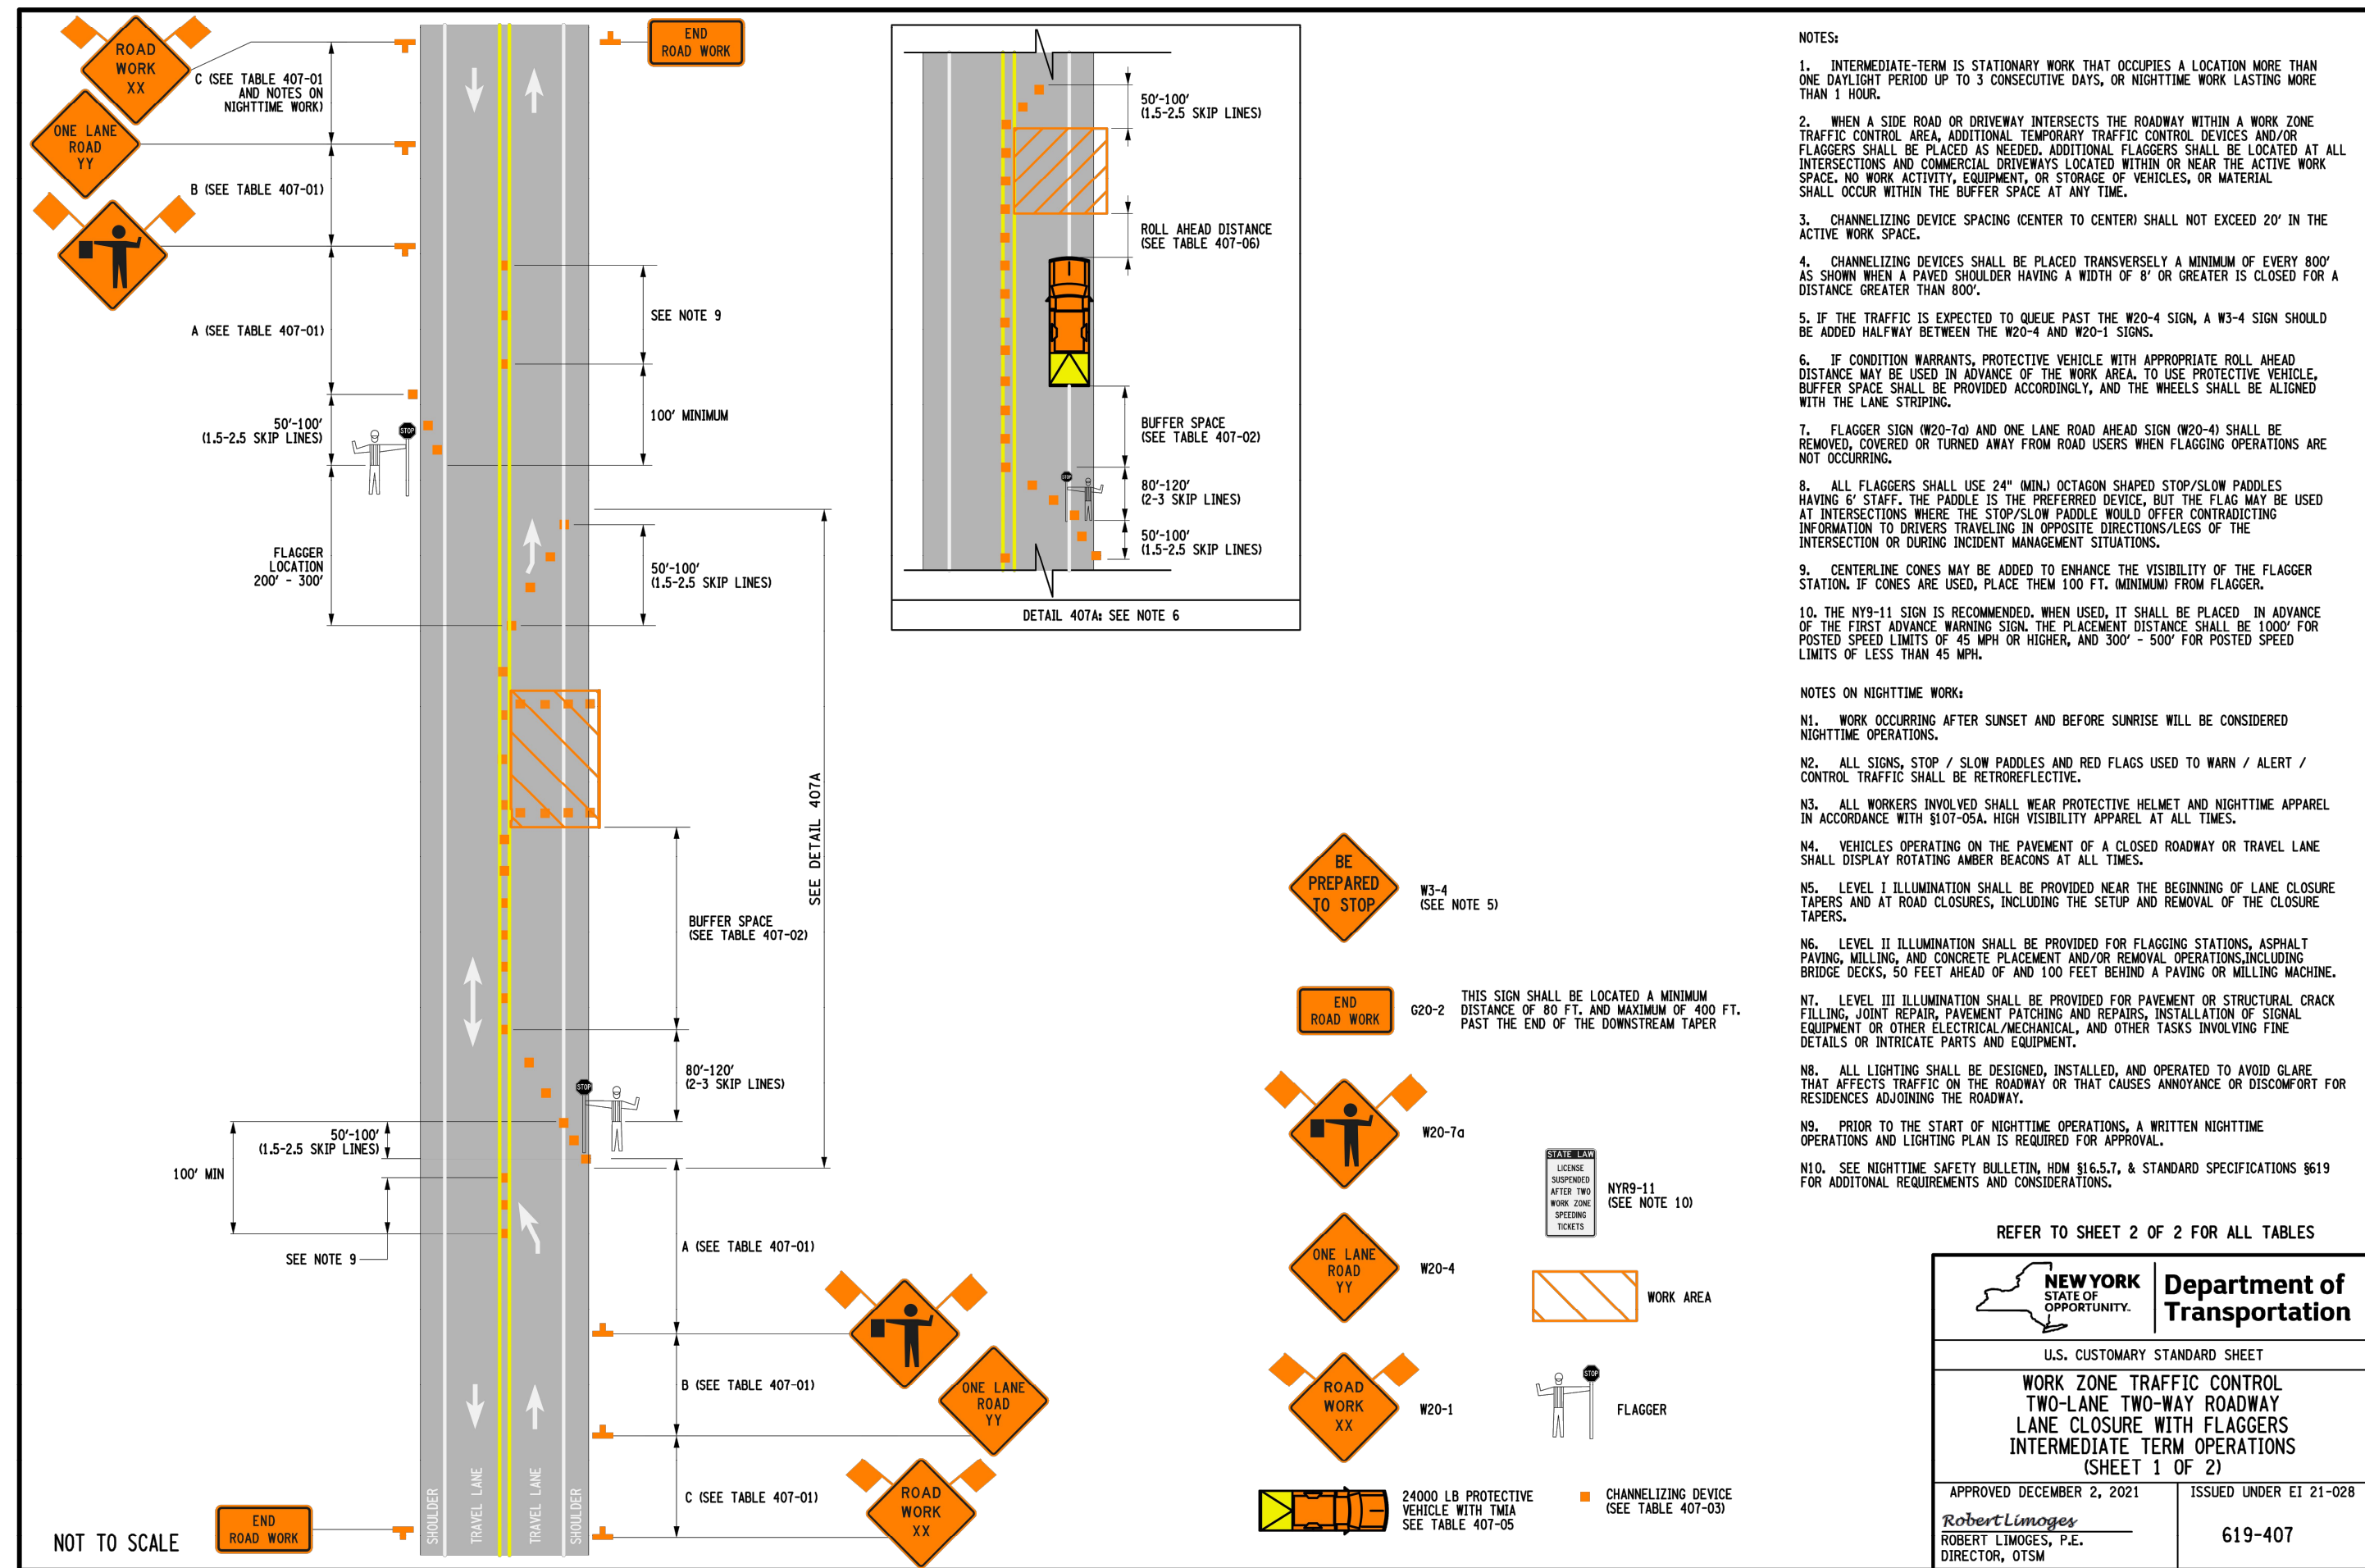 ROAD
WORK
XX
C (SEE TABLE 407-01
AND NOTES ON
NIGHTTIME WORK)
ONE LANE
ROAD
YY
B (SEE TABLE 407-01)
A (SEE TABLE 407-01)
50'-100'
(1.5-2.5 SKIP LINES)
STOP
FLAGGER
LOCATION
200' - 300'
END
ROAD WORK
SEE NOTE 9
100' MINIMUM
50'-100'
(1.5-2.5 SKIP LINES)
SEE DETAIL 407A
BUFFER SPACE
(SEE TABLE 407-02)
80'-120'
(2-3 SKIP LINES)
STOP
50'-100'
(1.5-2.5 SKIP LINES)
100' MIN
SEE NOTE 9
A (SEE TABLE 407-01)
B (SEE TABLE 407-01)
ONE LANE
ROAD
YY
C (SEE TABLE 407-01)
ROAD
WORK
XX
SHOULDER
TRAVEL LANE
TRAVEL LANE
SHOULDER
END
ROAD WORK
NOT TO SCALE
50'-100'
(1.5-2.5 SKIP LINES)
ROLL AHEAD DISTANCE
(SEE TABLE 407-06)
BUFFER SPACE
(SEE TABLE 407-02)
STOP
80'-120'
(2-3 SKIP LINES)
50'-100'
(1.5-2.5 SKIP LINES)
DETAIL 407A: SEE NOTE 6
BE
PREPARED
TO STOP
W3-4
(SEE NOTE 5)
END
ROAD WORK
G20-2
THIS SIGN SHALL BE LOCATED A MINIMUM
DISTANCE OF 80 FT. AND MAXIMUM OF 400 FT.
PAST THE END OF THE DOWNSTREAM TAPER
W20-7a
STATE LAW
LICENSE
SUSPENDED
AFTER TWO
WORK ZONE
SPEEDING
TICKETS
NYR9-11
(SEE NOTE 10)
ONE LANE
ROAD
YY
W20-4
WORK AREA
ROAD
WORK
XX
W20-1
STOP
FLAGGER
24000 LB PROTECTIVE
VEHICLE WITH TMIA
SEE TABLE 407-05
CHANNELIZING DEVICE
(SEE TABLE 407-03)
NOTES:
1. INTERMEDIATE-TERM IS STATIONARY WORK THAT OCCUPIES A LOCATION MORE THAN
ONE DAYLIGHT PERIOD UP TO 3 CONSECUTIVE DAYS, OR NIGHTTIME WORK LASTING MORE
THAN 1 HOUR.
2. WHEN A SIDE ROAD OR DRIVEWAY INTERSECTS THE ROADWAY WITHIN A WORK ZONE
TRAFFIC CONTROL AREA, ADDITIONAL TEMPORARY TRAFFIC CONTROL DEVICES AND/OR
FLAGGERS SHALL BE PLACED AS NEEDED. ADDITIONAL FLAGGERS SHALL BE LOCATED AT ALL
INTERSECTIONS AND COMMERCIAL DRIVEWAYS LOCATED WITHIN OR NEAR THE ACTIVE WORK
SPACE. NO WORK ACTIVITY, EQUIPMENT, OR STORAGE OF VEHICLES, OR MATERIAL
SHALL OCCUR WITHIN THE BUFFER SPACE AT ANY TIME.
3. CHANNELIZING DEVICE SPACING (CENTER TO CENTER) SHALL NOT EXCEED 20' IN THE
ACTIVE WORK SPACE.
4. CHANNELIZING DEVICES SHALL BE PLACED TRANSVERSELY A MINIMUM OF EVERY 800'
AS SHOWN WHEN A PAVED SHOULDER HAVING A WIDTH OF 8' OR GREATER IS CLOSED FOR A
DISTANCE GREATER THAN 800'.
5. IF THE TRAFFIC IS EXPECTED TO QUEUE PAST THE W20-4 SIGN, A W3-4 SIGN SHOULD
BE ADDED HALFWAY BETWEEN THE W20-4 AND W20-1 SIGNS.
6. IF CONDITION WARRANTS, PROTECTIVE VEHICLE WITH APPROPRIATE ROLL AHEAD
DISTANCE MAY BE USED IN ADVANCE OF THE WORK AREA. TO USE PROTECTIVE VEHICLE,
BUFFER SPACE SHALL BE PROVIDED ACCORDINGLY, AND THE WHEELS SHALL BE ALIGNED
WITH THE LANE STRIPING.
7. FLAGGER SIGN (W20-7a) AND ONE LANE ROAD AHEAD SIGN (W20-4) SHALL BE
REMOVED, COVERED OR TURNED AWAY FROM ROAD USERS WHEN FLAGGING OPERATIONS ARE
NOT OCCURRING.
8. ALL FLAGGERS SHALL USE 24" (MIN.) OCTAGON SHAPED STOP/SLOW PADDLES
HAVING 6' STAFF. THE PADDLE IS THE PREFERRED DEVICE, BUT THE FLAG MAY BE USED
AT INTERSECTIONS WHERE THE STOP/SLOW PADDLE WOULD OFFER CONTRADICTING
INFORMATION TO DRIVERS TRAVELING IN OPPOSITE DIRECTIONS/LEGS OF THE
INTERSECTION OR DURING INCIDENT MANAGEMENT SITUATIONS.
9. CENTERLINE CONES MAY BE ADDED TO ENHANCE THE VISIBILITY OF THE FLAGGER
STATION. IF CONES ARE USED, PLACE THEM 100 FT. (MINIMUM) FROM FLAGGER.
10. THE NY9-11 SIGN IS RECOMMENDED. WHEN USED, IT SHALL BE PLACED IN ADVANCE
OF THE FIRST ADVANCE WARNING SIGN. THE PLACEMENT DISTANCE SHALL BE 1000' FOR
POSTED SPEED LIMITS OF 45 MPH OR HIGHER, AND 300' - 500' FOR POSTED SPEED
LIMITS OF LESS THAN 45 MPH.
NOTES ON NIGHTTIME WORK:
N1. WORK OCCURRING AFTER SUNSET AND BEFORE SUNRISE WILL BE CONSIDERED
NIGHTTIME OPERATIONS.
N2. ALL SIGNS, STOP / SLOW PADDLES AND RED FLAGS USED TO WARN / ALERT /
CONTROL TRAFFIC SHALL BE RETROREFLECTIVE.
N3. ALL WORKERS INVOLVED SHALL WEAR PROTECTIVE HELMET AND NIGHTTIME APPAREL
IN ACCORDANCE WITH §107-05A. HIGH VISIBILITY APPAREL AT ALL TIMES.
N4. VEHICLES OPERATING ON THE PAVEMENT OF A CLOSED ROADWAY OR TRAVEL LANE
SHALL DISPLAY ROTATING AMBER BEACONS AT ALL TIMES.
N5. LEVEL I ILLUMINATION SHALL BE PROVIDED NEAR THE BEGINNING OF LANE CLOSURE
TAPERS AND AT ROAD CLOSURES, INCLUDING THE SETUP AND REMOVAL OF THE CLOSURE
TAPERS.
N6. LEVEL II ILLUMINATION SHALL BE PROVIDED FOR FLAGGING STATIONS, ASPHALT
PAVING, MILLING, AND CONCRETE PLACEMENT AND/OR REMOVAL OPERATIONS,INCLUDING
BRIDGE DECKS, 50 FEET AHEAD OF AND 100 FEET BEHIND A PAVING OR MILLING MACHINE.
N7. LEVEL III ILLUMINATION SHALL BE PROVIDED FOR PAVEMENT OR STRUCTURAL CRACK
FILLING, JOINT REPAIR, PAVEMENT PATCHING AND REPAIRS, INSTALLATION OF SIGNAL
EQUIPMENT OR OTHER ELECTRICAL/MECHANICAL, AND OTHER TASKS INVOLVING FINE
DETAILS OR INTRICATE PARTS AND EQUIPMENT.
N8. ALL LIGHTING SHALL BE DESIGNED, INSTALLED, AND OPERATED TO AVOID GLARE
THAT AFFECTS TRAFFIC ON THE ROADWAY OR THAT CAUSES ANNOYANCE OR DISCOMFORT FOR
RESIDENCES ADJOINING THE ROADWAY.
N9. PRIOR TO THE START OF NIGHTTIME OPERATIONS, A WRITTEN NIGHTTIME
OPERATIONS AND LIGHTING PLAN IS REQUIRED FOR APPROVAL.
N10. SEE NIGHTTIME SAFETY BULLETIN, HDM §16.5.7, & STANDARD SPECIFICATIONS §619
FOR ADDITONAL REQUIREMENTS AND CONSIDERATIONS.
REFER TO SHEET 2 OF 2 FOR ALL TABLES
NEW YORK
STATE OF
OPPORTUNITY.
Department of
Transportation
U.S. CUSTOMARY STANDARD SHEET
WORK ZONE TRAFFIC CONTROL
TWO-LANE TWO-WAY ROADWAY
LANE CLOSURE WITH FLAGGERS
INTERMEDIATE TERM OPERATIONS
(SHEET 1 OF 2)
APPROVED DECEMBER 2, 2021
ISSUED UNDER EI 21-028
Robert Limoges
ROBERT LIMOGES, P.E.
DIRECTOR, OTSM
619-407